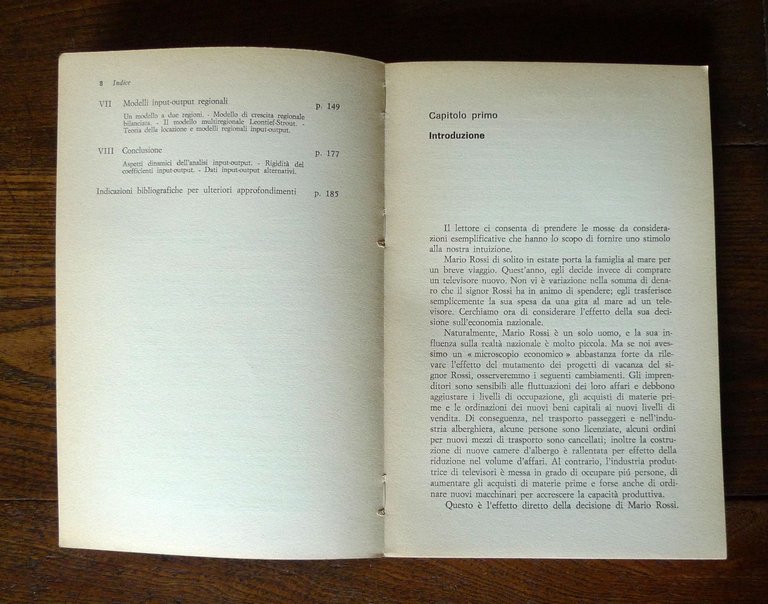 8 Indice
VII Modelli input-output regionali p. 149
Un modello a due regioni. - Modello di crescita regionale
bilanciata. - Il modello multiregionale Leontief-Strout. -
Teoria della locazione e modelli regionali input-output.
VIII Conclusione p. 177
Aspetti dinamici dell'analisi input-output. - Rigidità dei
coefficienti input-output. - Dati input-output alternativi.
Indicazioni bibliografiche per ulteriori approfondimenti p. 185
Capitolo primo
Introduzione
Il lettore ci consenta di prendere le mosse da considera-
zioni esemplificative che hanno lo scopo di fornire uno stimolo
alla nostra intuizione.
Mario Rossi di solito in estate porta la famiglia al mare per
un breve viaggio. Quest'anno, egli decide invece di comprare
un televisore nuovo. Non vi è variazione nella somma di dena-
ro che il signor Rossi ha in animo di spendere; egli trasferisce
semplicemente la sua spesa da una gita al mare ad un tele-
visore. Cerchiamo ora di considerare l'effetto della sua deci-
sione sull'economia nazionale.
Naturalmente, Mario Rossi è un solo uomo, e la sua in-
fluenza sulla realtà nazionale è molto piccola. Ma se noi aves-
simo un « microscopio economico » abbastanza forte da rile-
vare l'effetto del mutamento dei progetti di vacanza del si-
gnor Rossi, osserveremmo i seguenti cambiamenti. Gli impren-
ditori sono sensibili alle fluttuazioni dei loro affari e debbono
aggiustare i livelli di occupazione, gli acquisti di materie pri-
me e le ordinazioni dei nuovi beni capitali ai nuovi livelli di
vendita. Di conseguenza, nel trasporto passeggeri e nell'indu-
stria alberghiera, alcune persone sono licenziate, alcuni ordini
per nuovi mezzi di trasporto sono cancellati; inoltre la costru-
zione di nuove camere d'albergo è rallentata per effetto della
riduzione nel volume d'affari. Al contrario, l'industria produt-
trice di televisori è messa in grado di occupare piú persone, di
aumentare gli acquisti di materie prime e forse anche di ordi-
nare nuovi macchinari per accrescere la capacità produttiva.
Questo è l'effetto diretto della decisione di Mario Rossi.